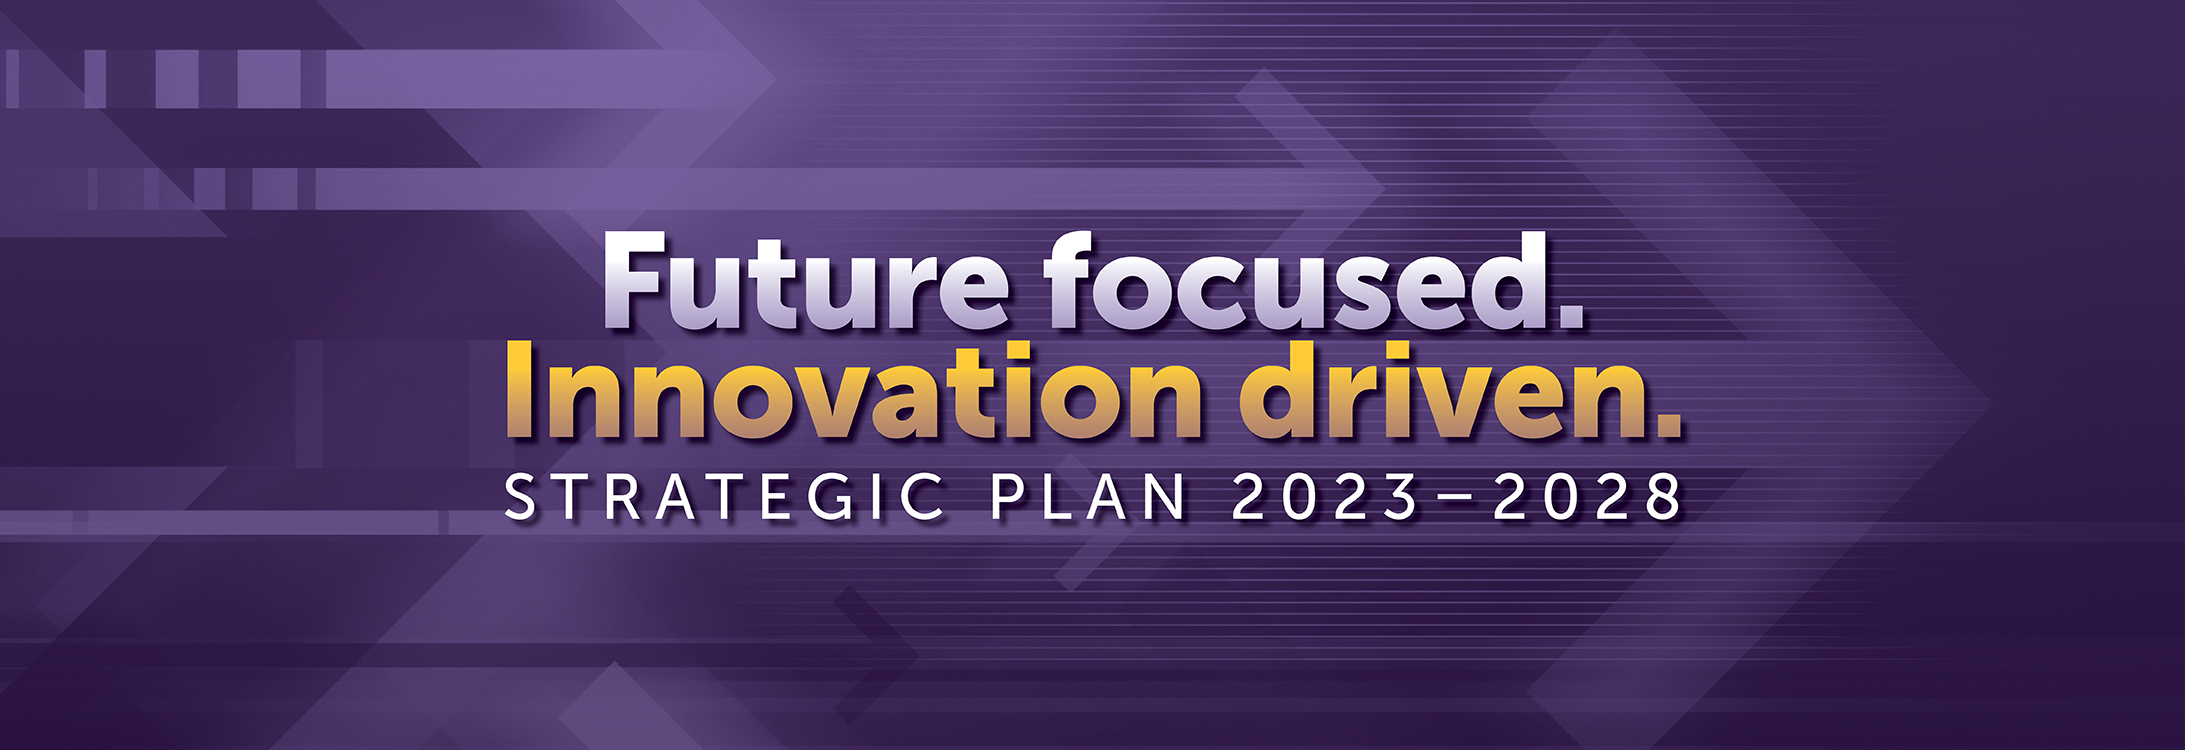 Future focused.
Innovation driven.
STRATEGIC PLAN 2023–2028